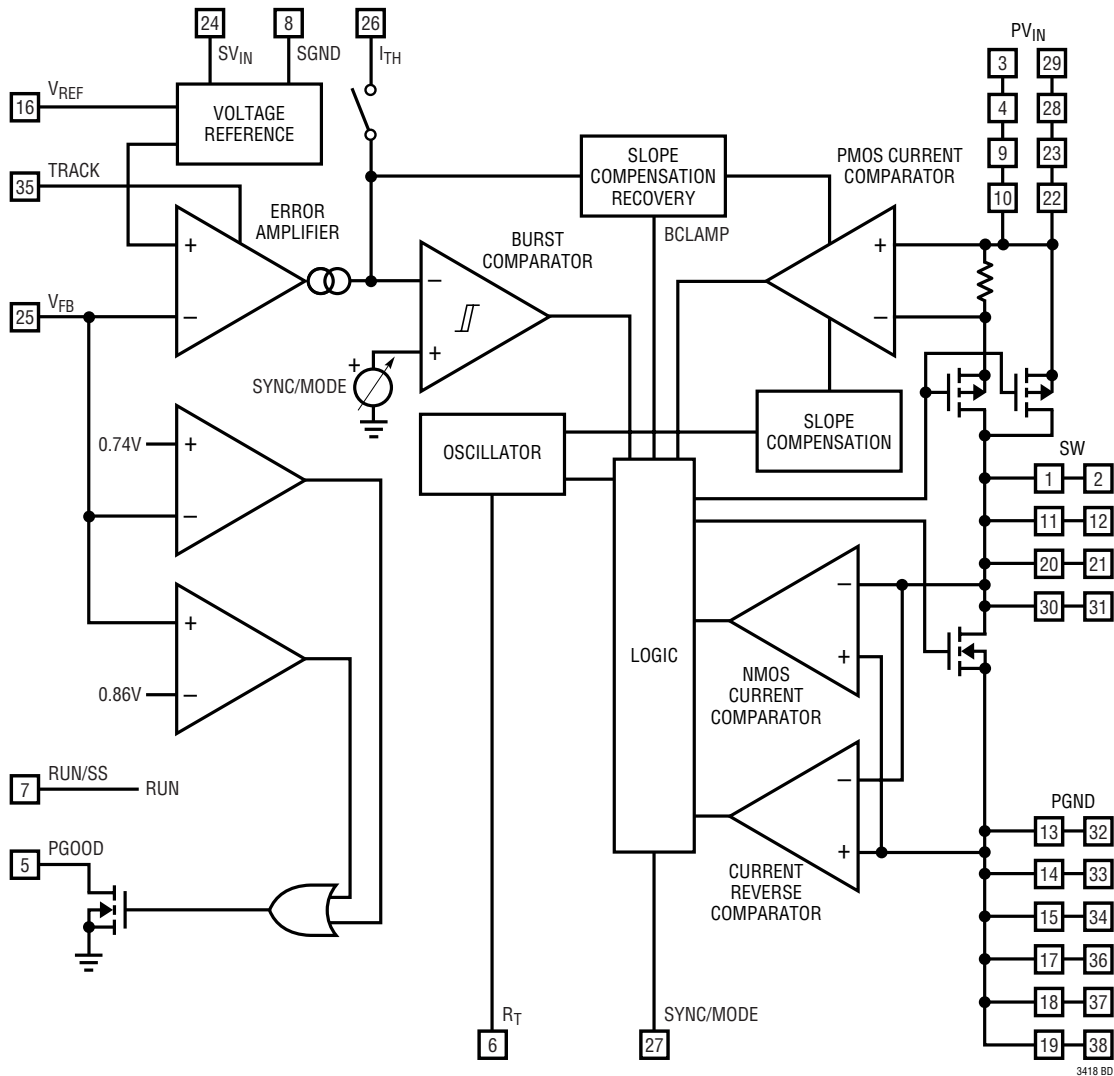 24
8
26
SVIN
SGND
ITH
PVIN
3
29
4
28
9
23
10
22
16
VREF
VOLTAGE
REFERENCE
35
TRACK
ERROR
AMPLIFIER
+
–
25
VFB
SLOPE
COMPENSATION
RECOVERY
BCLAMP
PMOS CURRENT
COMPARATOR
+
–
BURST
COMPARATOR
–
+
+
SYNC/MODE
OSCILLATOR
SLOPE
COMPENSATION
0.74V
+
–
0.86V
+
–
SW
1
2
11
12
20
21
30
31
LOGIC
–
+
NMOS
CURRENT
COMPARATOR
–
+
CURRENT
REVERSE
COMPARATOR
7
RUN/SS
RUN
5
PGOOD
PGND
13
32
14
33
15
34
17
36
18
37
19
38
RT
6
SYNC/MODE
27
3418 BD